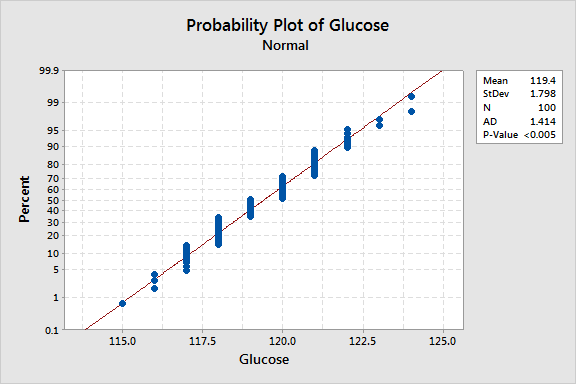 Probability Plot of Glucose
Normal
99.9
99
95
90
80
70
60
50
40
30
20
10
5
1
0.1
Percent
115.0 117.5 120.0 122.5 125.0
Glucose
Mean 119.4
StDev 1.798
N 100
AD 1.414
P-Value <0.005